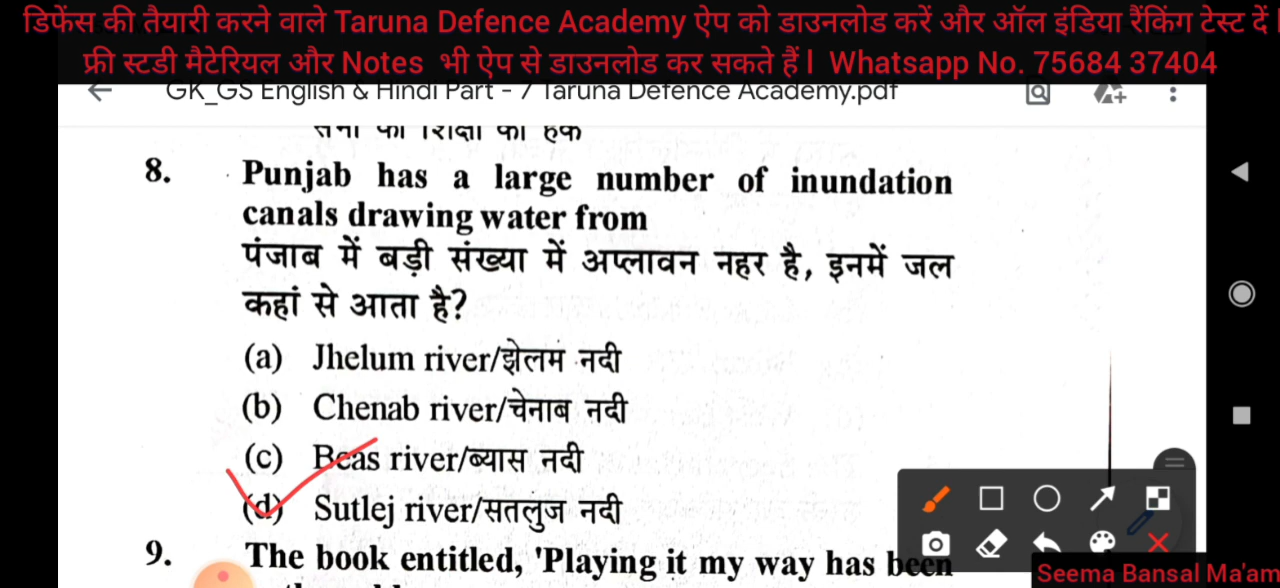 डिफेंस की तैयारी करने वाले Taruna Defence Academy ऐप को डाउनलोड करें और ऑल इंडिया रैंकिंग टेस्ट दें।
फ्री स्टडी मैटेरियल और Notes भी ऐप से डाउनलोड कर सकते हैं। Whatsapp No. 75684 37404
GK_GS English & Hindi Part - 7 Taruna Defence Academy.pdf
का
8. Punjab has a large number of inundation
canals drawing water from
पंजाब में बड़ी संख्या में अप्लावन नहर है, इनमें जल
कहां से आता है?
(a) Jhelum river/झेलम नदी
(b) Chenab river/चेनाब नदी
(c) Beas river/ब्यास नदी
(d) Sutlej river/सतलुज नदी
9. The book entitled, 'Playing it my way has been
Seema Bansal Ma'am